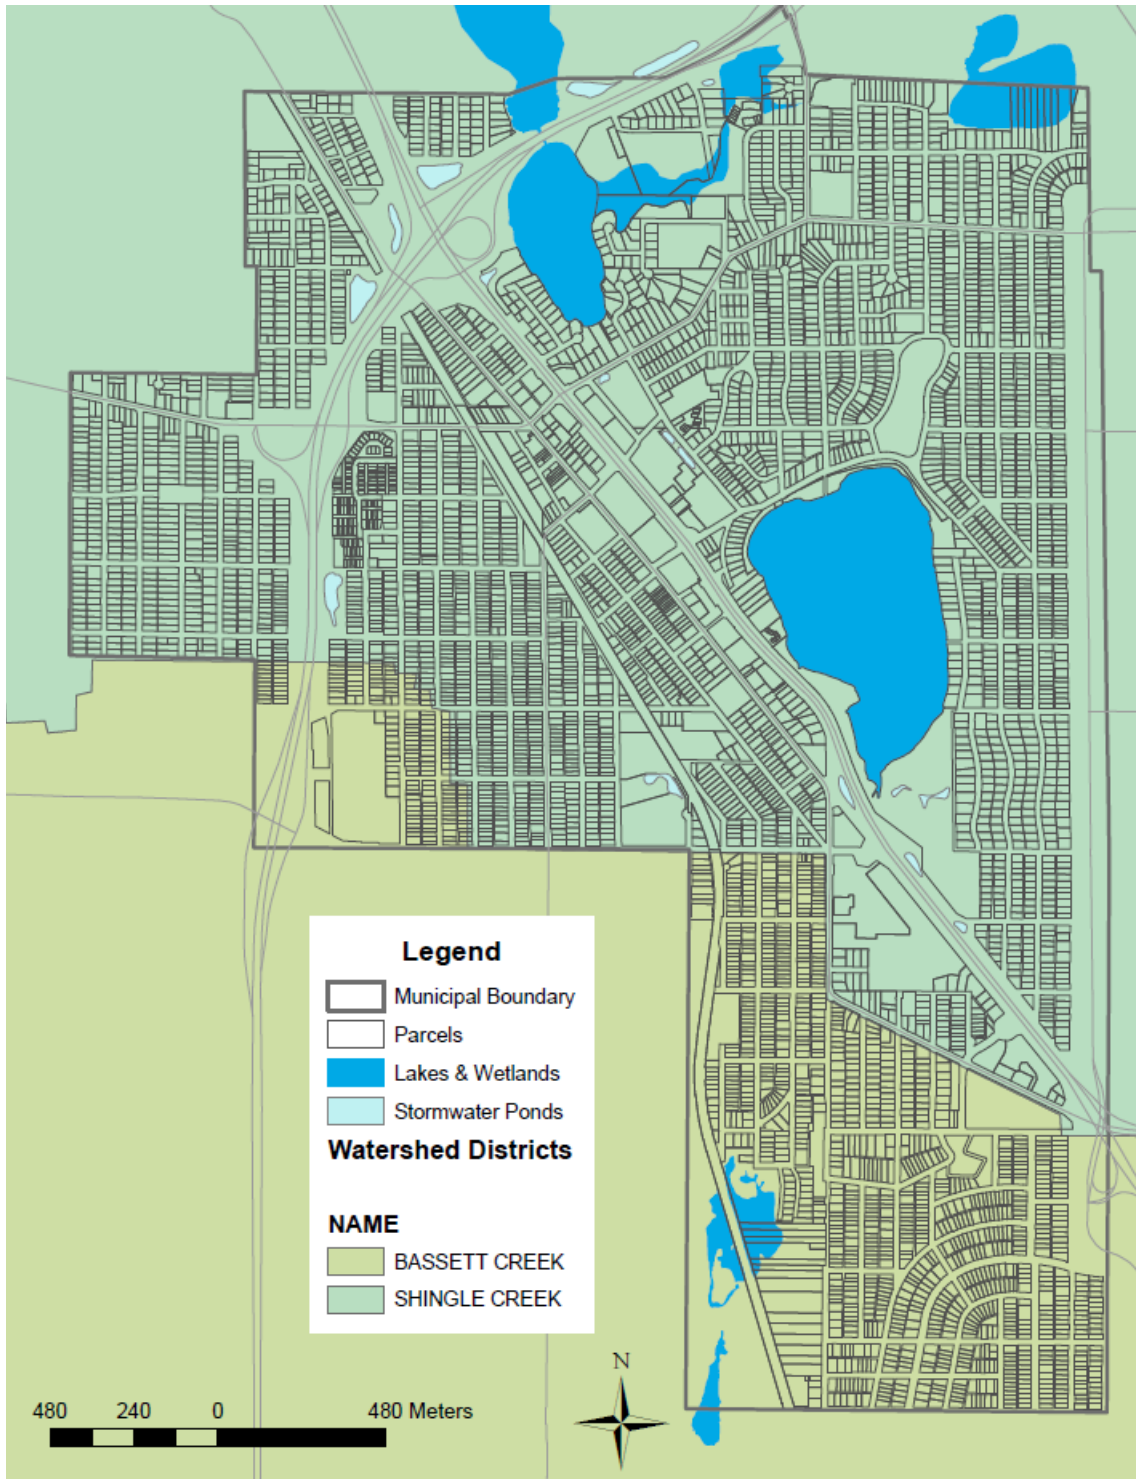 Legend
Municipal Boundary
Parcels
Lakes & Wetlands
Stormwater Ponds
Watershed Districts
NAME
BASSETT CREEK
SHINGLE CREEK
N
480 240 0 480 Meters